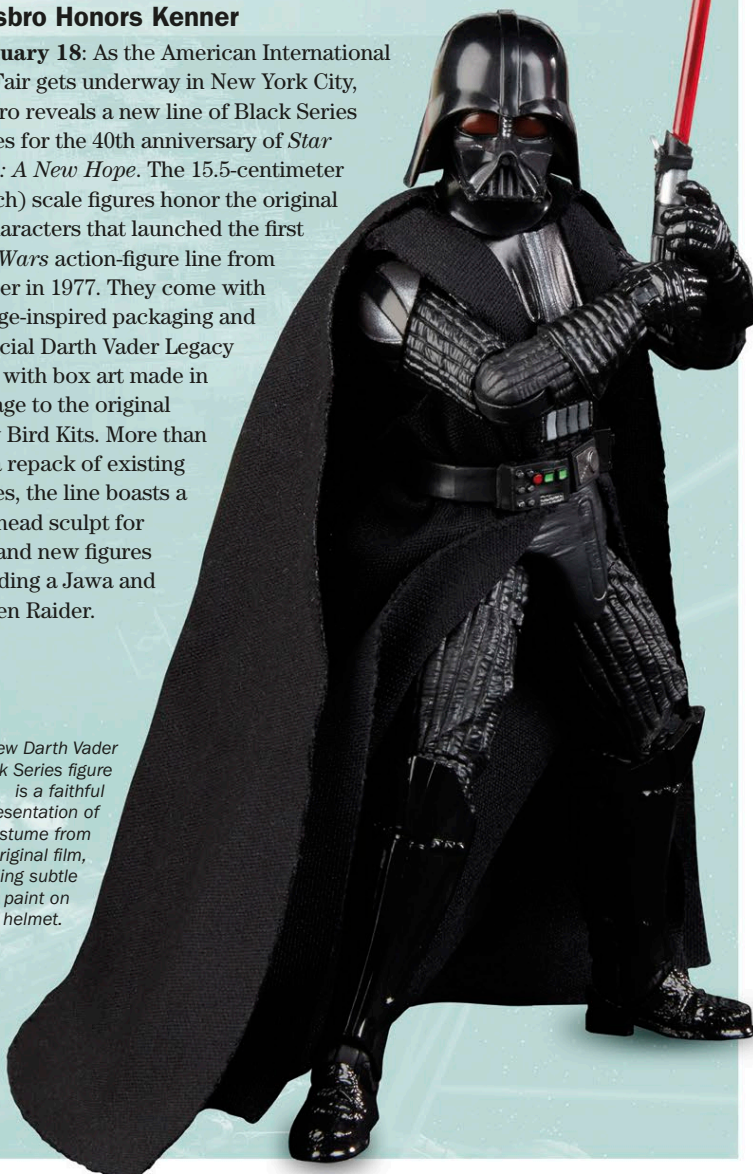 sbro Honors Kenner
uary 18: As the American International
Fair gets underway in New York City,
ro reveals a new line of Black Series
es for the 40th anniversary of Star
: A New Hope. The 15.5-centimeter
ch) scale figures honor the original
haracters that launched the first
Wars action-figure line from
er in 1977. They come with
ge-inspired packaging and
cial Darth Vader Legacy
with box art made in
age to the original
y Bird Kits. More than
a repack of existing
es, the line boasts a
head sculpt for
and new figures
ding a Jawa and
en Raider.
ew Darth Vader
k Series figure
is a faithful
esentation of
stume from
riginal film,
ing subtle
paint on
helmet.